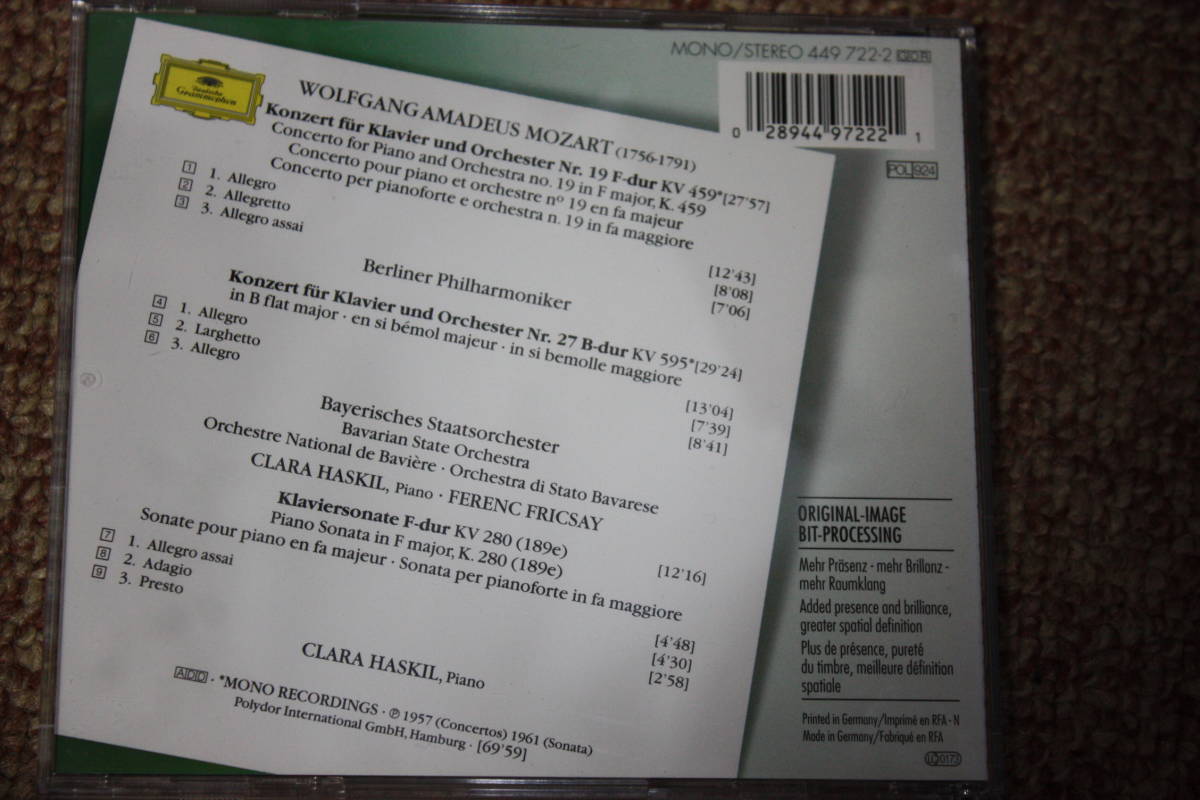 MONO/STEREO 449 722-2 GOR
0 28944 97222 1
POL 924
Deutsche
Grammophon
WOLFGANG AMADEUS MOZART (1756-1791)
Konzert für Klavier und Orchester Nr. 19 F-dur KV 459* [27'57]
Concerto for Piano and Orchestra no. 19 in F major, K. 459
Concerto pour piano et orchestre nº 19 en fa majeur
Concerto per pianoforte e orchestra n. 19 in fa maggiore
1 1. Allegro [12'43]
2 2. Allegretto [8'08]
3 3. Allegro assai [7'06]
Berliner Philharmoniker
Konzert für Klavier und Orchester Nr. 27 B-dur KV 595* [29'24]
in B flat major · en si bémol majeur · in si bemolle maggiore
4 1. Allegro [13'04]
5 2. Larghetto [7'39]
6 3. Allegro [8'41]
Bayerisches Staatsorchester
Bavarian State Orchestra
Orchestre National de Bavière · Orchestra di Stato Bavarese
CLARA HASKIL, Piano · FERENC FRICSAY
Klaviersonate F-dur KV 280 (189e) [12'16]
Piano Sonata in F major, K. 280 (189e)
Sonate pour piano en fa majeur · Sonata per pianoforte in fa maggiore
7 1. Allegro assai [4'48]
8 2. Adagio [4'30]
9 3. Presto [2'58]
CLARA HASKIL, Piano
ADD · *MONO RECORDINGS · ℗ 1957 (Concertos) 1961 (Sonata)
Polydor International GmbH, Hamburg · [69'59]
ORIGINAL-IMAGE
BIT-PROCESSING
Mehr Präsenz · mehr Brillanz -
mehr Raumklang
Added presence and brilliance,
greater spatial definition
Plus de présence, pureté
du timbre, meilleure définition
spatiale
Printed in Germany/Imprimé en RFA - N
Made in Germany/Fabriqué en RFA
LC 0173